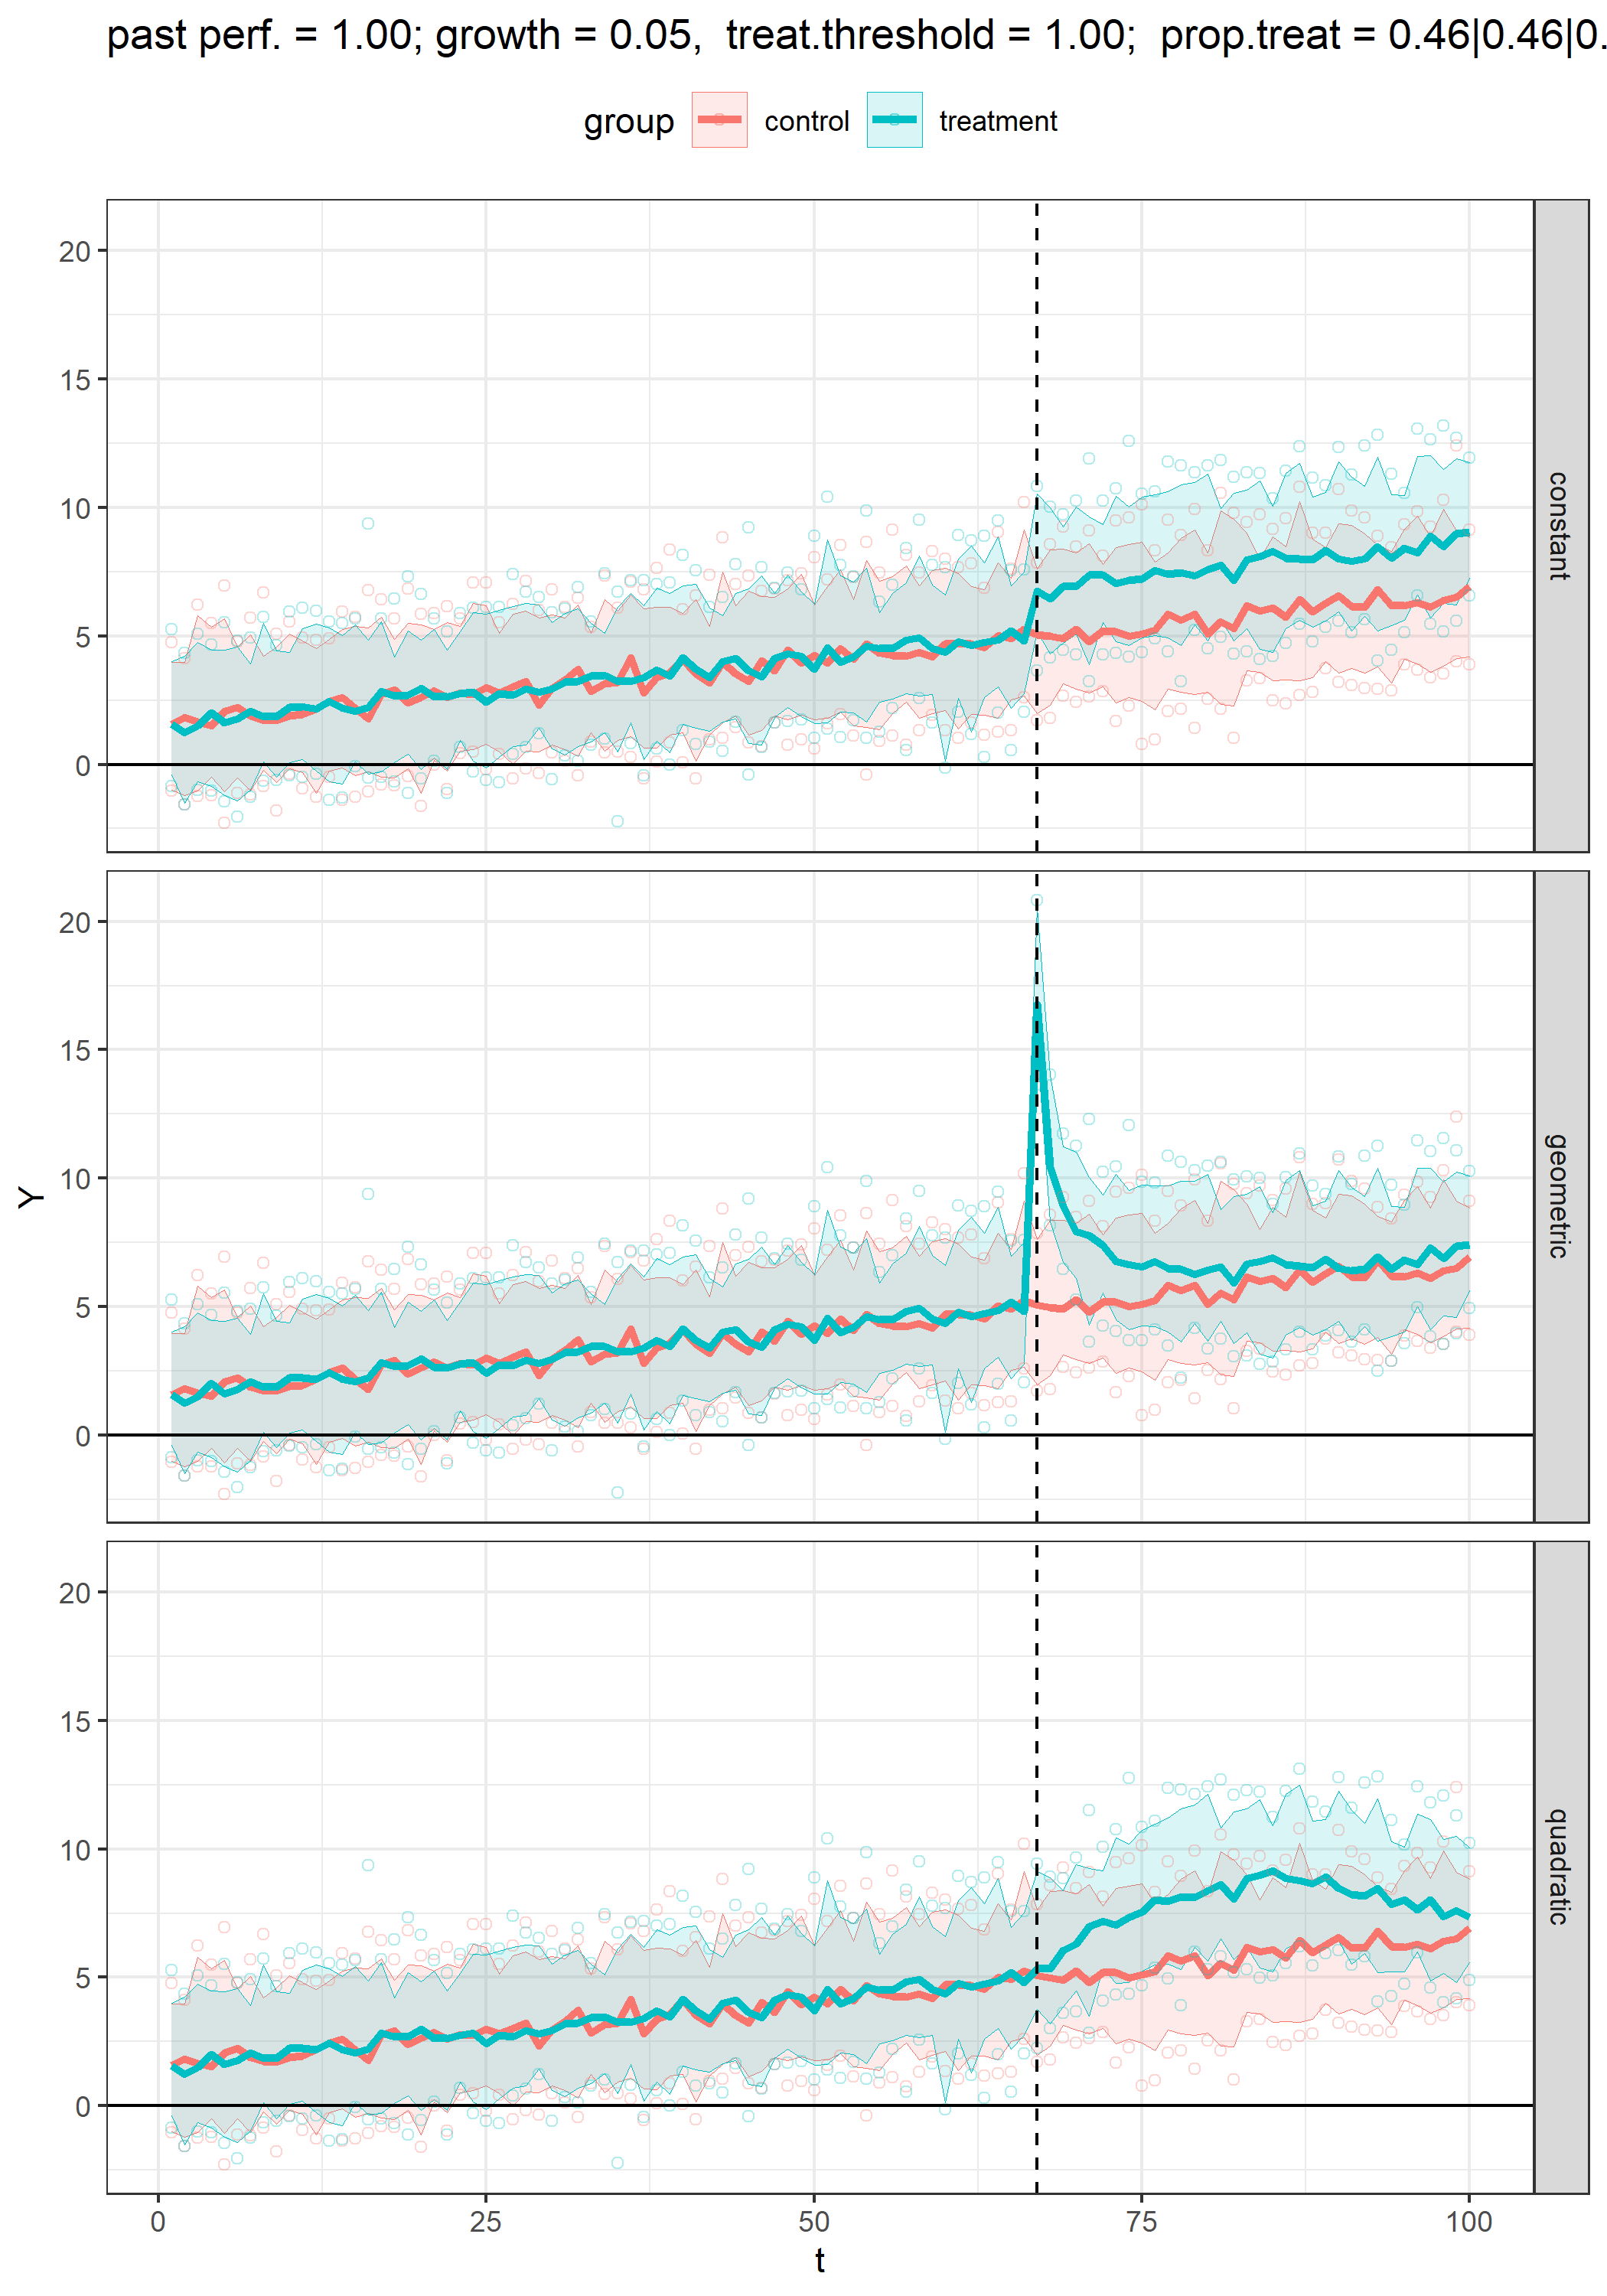 past perf. = 1.00; growth = 0.05,  treat.threshold = 1.00;  prop.treat = 0.46|0.46|0.
group control treatment
20
15
10
5
0
constant
20
15
10
5
0
geometric
Y
20
15
10
5
0
quadratic
0 25 50 75 100
t